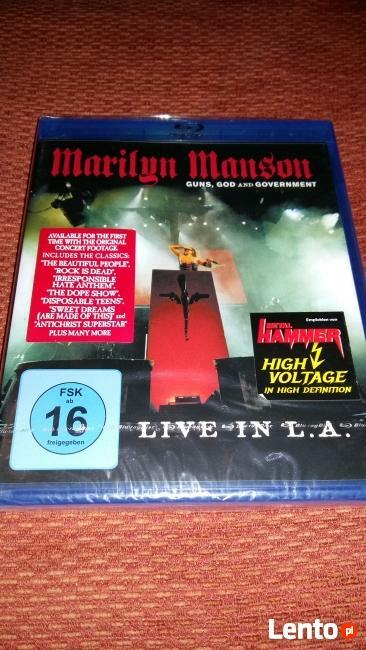 Marilyn Manson
GUNS, GOD AND GOVERNMENT
AVAILABLE FOR THE FIRST
TIME WITH THE ORIGINAL
CONCERT FOOTAGE.
INCLUDES THE CLASSICS:
"THE BEAUTIFUL PEOPLE",
"ROCK IS DEAD",
"IRRESPONSIBLE
HATE ANTHEM",
"THE DOPE SHOW",
"DISPOSABLE TEENS",
"SWEET DREAMS
(ARE MADE OF THIS)" and
"ANTICHRIST SUPERSTAR"
PLUS MANY MORE
Empfohlen von
METAL
HAMMER
HIGH
VOLTAGE
IN HIGH DEFINITION
FSK
ab
16
freigegeben
LIVE IN L.A.
Lento.pl